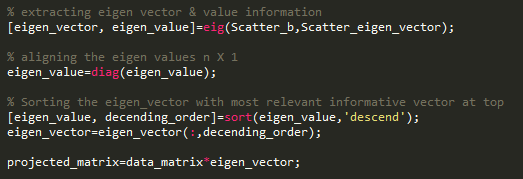 % extracting eigen vector & value information
[eigen_vector, eigen_value]=eig(Scatter_b,Scatter_eigen_vector);
% aligning the eigen values n X 1
eigen_value=diag(eigen_value);
% Sorting the eigen_vector with most relevant informative vector at top
[eigen_value, decending_order]=sort(eigen_value,'descend');
eigen_vector=eigen_vector(:,decending_order);
projected_matrix=data_matrix*eigen_vector;